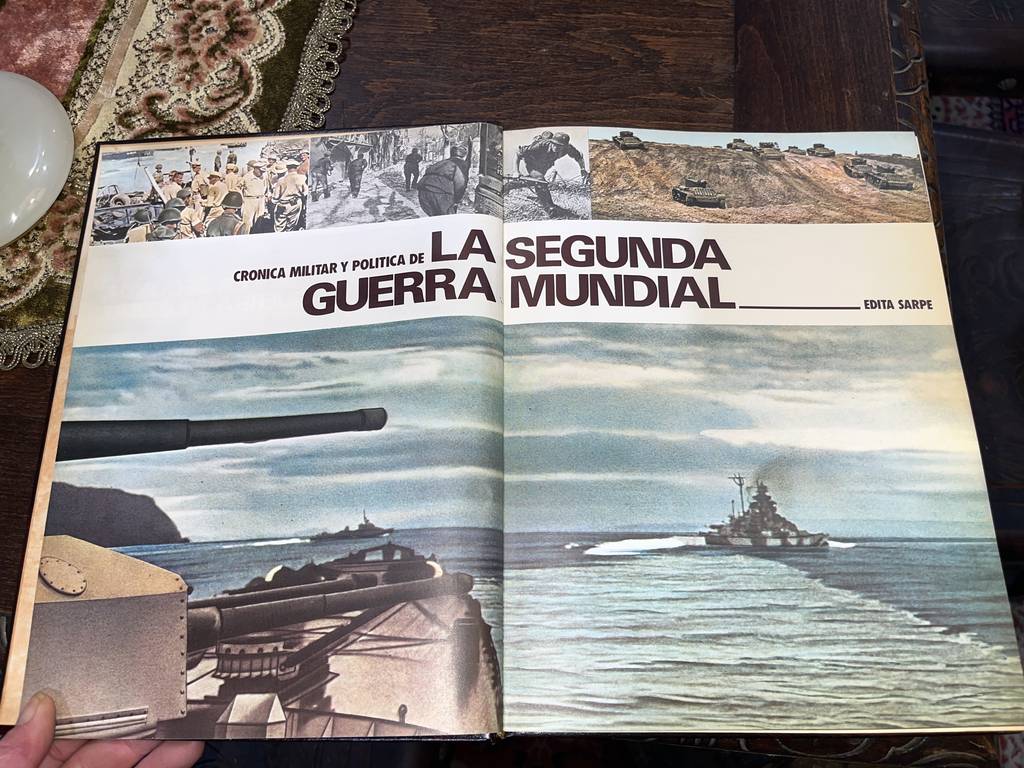 CRONICA MILITAR Y POLITICA DE LA SEGUNDA
GUERRA MUNDIAL EDITA SARPE